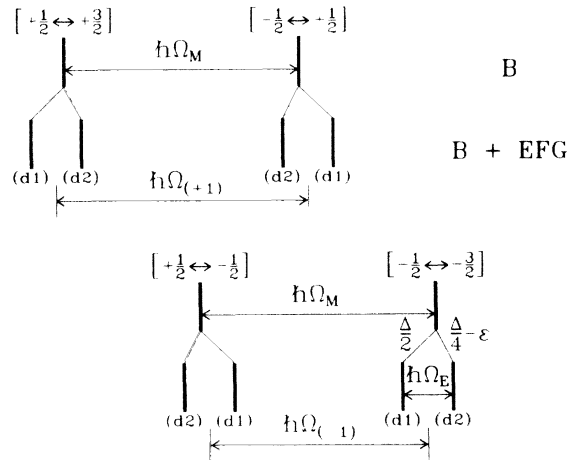 [+1/2 ↔ +3/2] [-1/2 ↔ +1/2]
ħΩ_M B
B + EFG
(d1) (d2) (d2) (d1)
ħΩ_(+1)
[+1/2 ↔ -1/2] [-1/2 ↔ -3/2]
ħΩ_M
Δ/2 Δ/4-ε
ħΩ_E
(d2) (d1) (d1) (d2)
ħΩ_( 1)